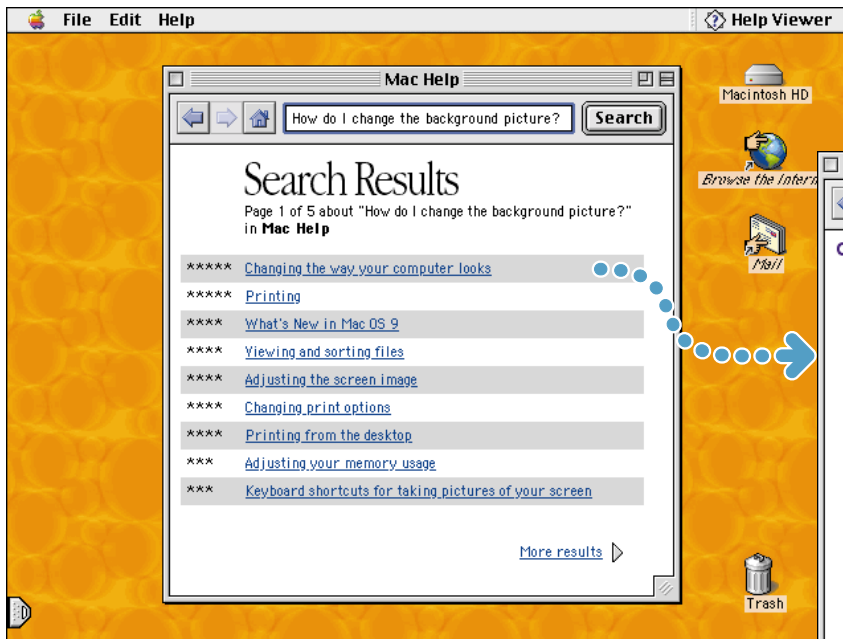 File Edit Help
Help Viewer
Mac Help
How do I change the background picture?
Search
Search Results
Page 1 of 5 about "How do I change the background picture?"
in Mac Help
***** Changing the way your computer looks
***** Printing
**** What's New in Mac OS 9
**** Viewing and sorting files
**** Adjusting the screen image
**** Changing print options
**** Printing from the desktop
*** Adjusting your memory usage
*** Keyboard shortcuts for taking pictures of your screen
More results
Macintosh HD
Browse the Intern
Mail
Trash